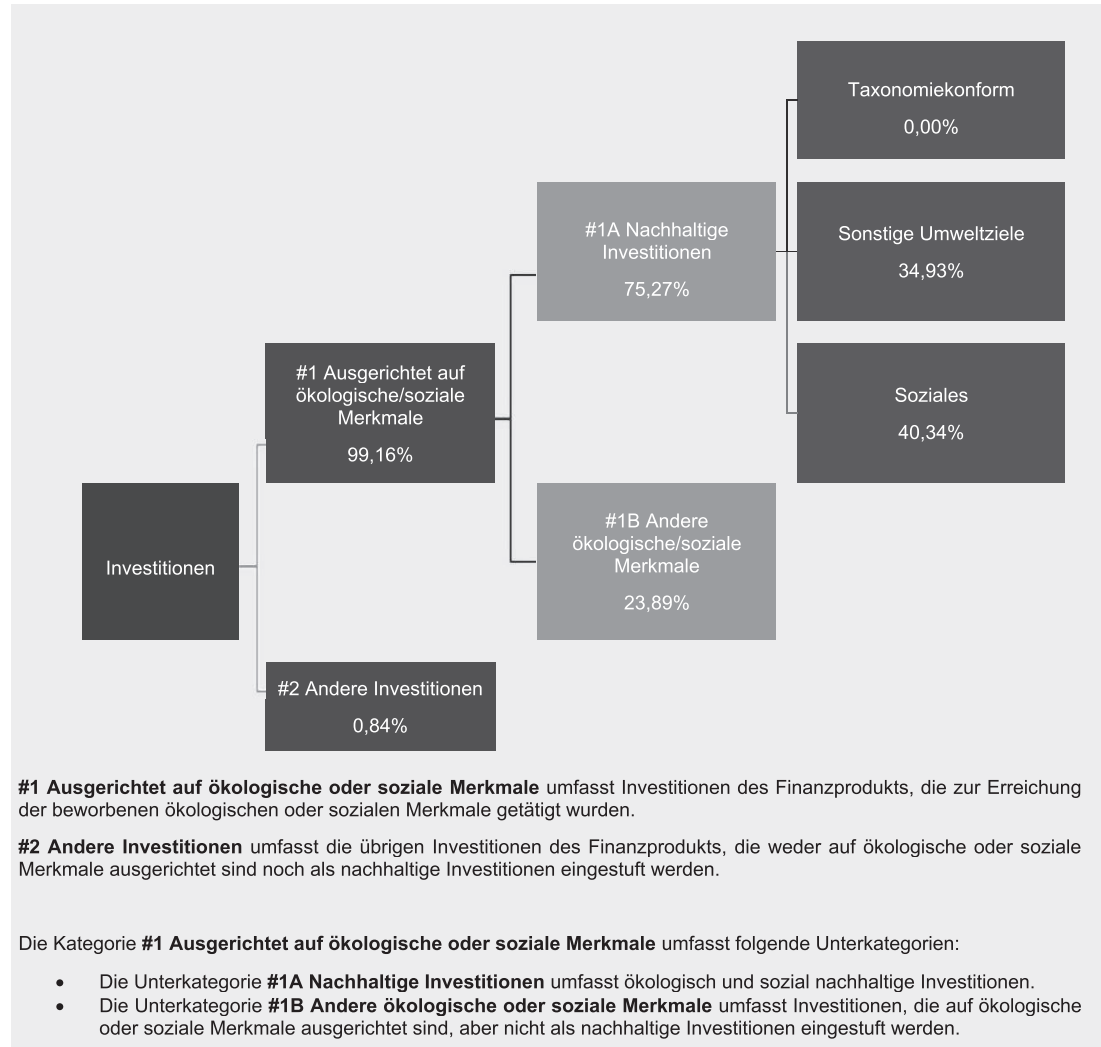 Taxonomiekonform
0,00%
#1A Nachhaltige
Investitionen
75,27%
Sonstige Umweltziele
34,93%
#1 Ausgerichtet auf
ökologische/soziale
Merkmale
99,16%
Soziales
40,34%
Investitionen
#1B Andere
ökologische/soziale
Merkmale
23,89%
#2 Andere Investitionen
0,84%
#1 Ausgerichtet auf ökologische oder soziale Merkmale umfasst Investitionen des Finanzprodukts, die zur Erreichung
der beworbenen ökologischen oder sozialen Merkmale getätigt wurden.
#2 Andere Investitionen umfasst die übrigen Investitionen des Finanzprodukts, die weder auf ökologische oder soziale
Merkmale ausgerichtet sind noch als nachhaltige Investitionen eingestuft werden.
Die Kategorie #1 Ausgerichtet auf ökologische oder soziale Merkmale umfasst folgende Unterkategorien:
• Die Unterkategorie #1A Nachhaltige Investitionen umfasst ökologisch und sozial nachhaltige Investitionen.
• Die Unterkategorie #1B Andere ökologische oder soziale Merkmale umfasst Investitionen, die auf ökologische
oder soziale Merkmale ausgerichtet sind, aber nicht als nachhaltige Investitionen eingestuft werden.